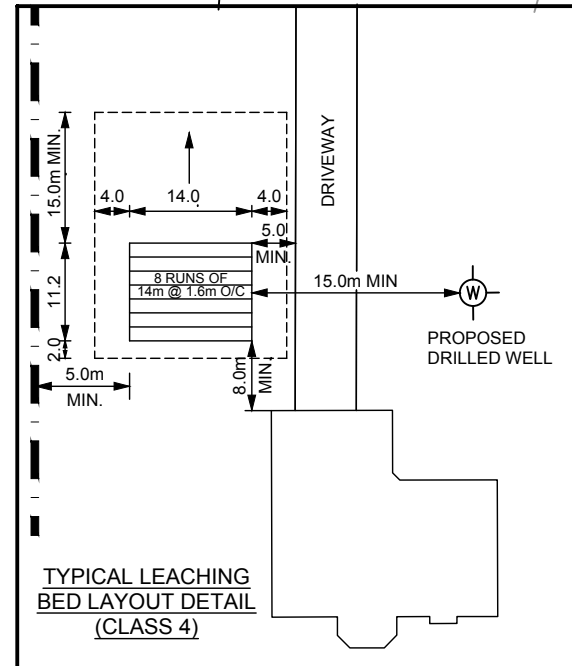 DRIVEWAY
15.0m MIN.
4.0
14.0
4.0
5.0
MIN.
8 RUNS OF
14m @ 1.6m O/C
15.0m MIN
W
11.2
PROPOSED
DRILLED WELL
2.0
5.0m
MIN.
8.0m
MIN.
TYPICAL LEACHING
BED LAYOUT DETAIL
(CLASS 4)